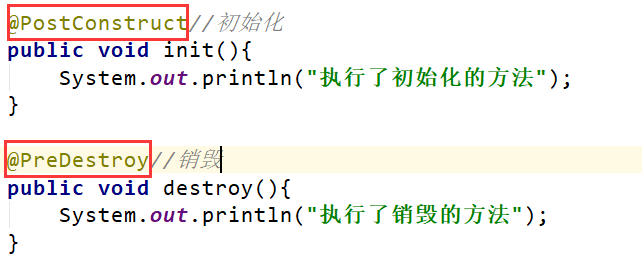 @PostConstruct//初始化
public void init(){
    System.out.println("执行了初始化的方法");
}
@PreDestroy//销毁
public void destroy(){
    System.out.println("执行了销毁的方法");
}